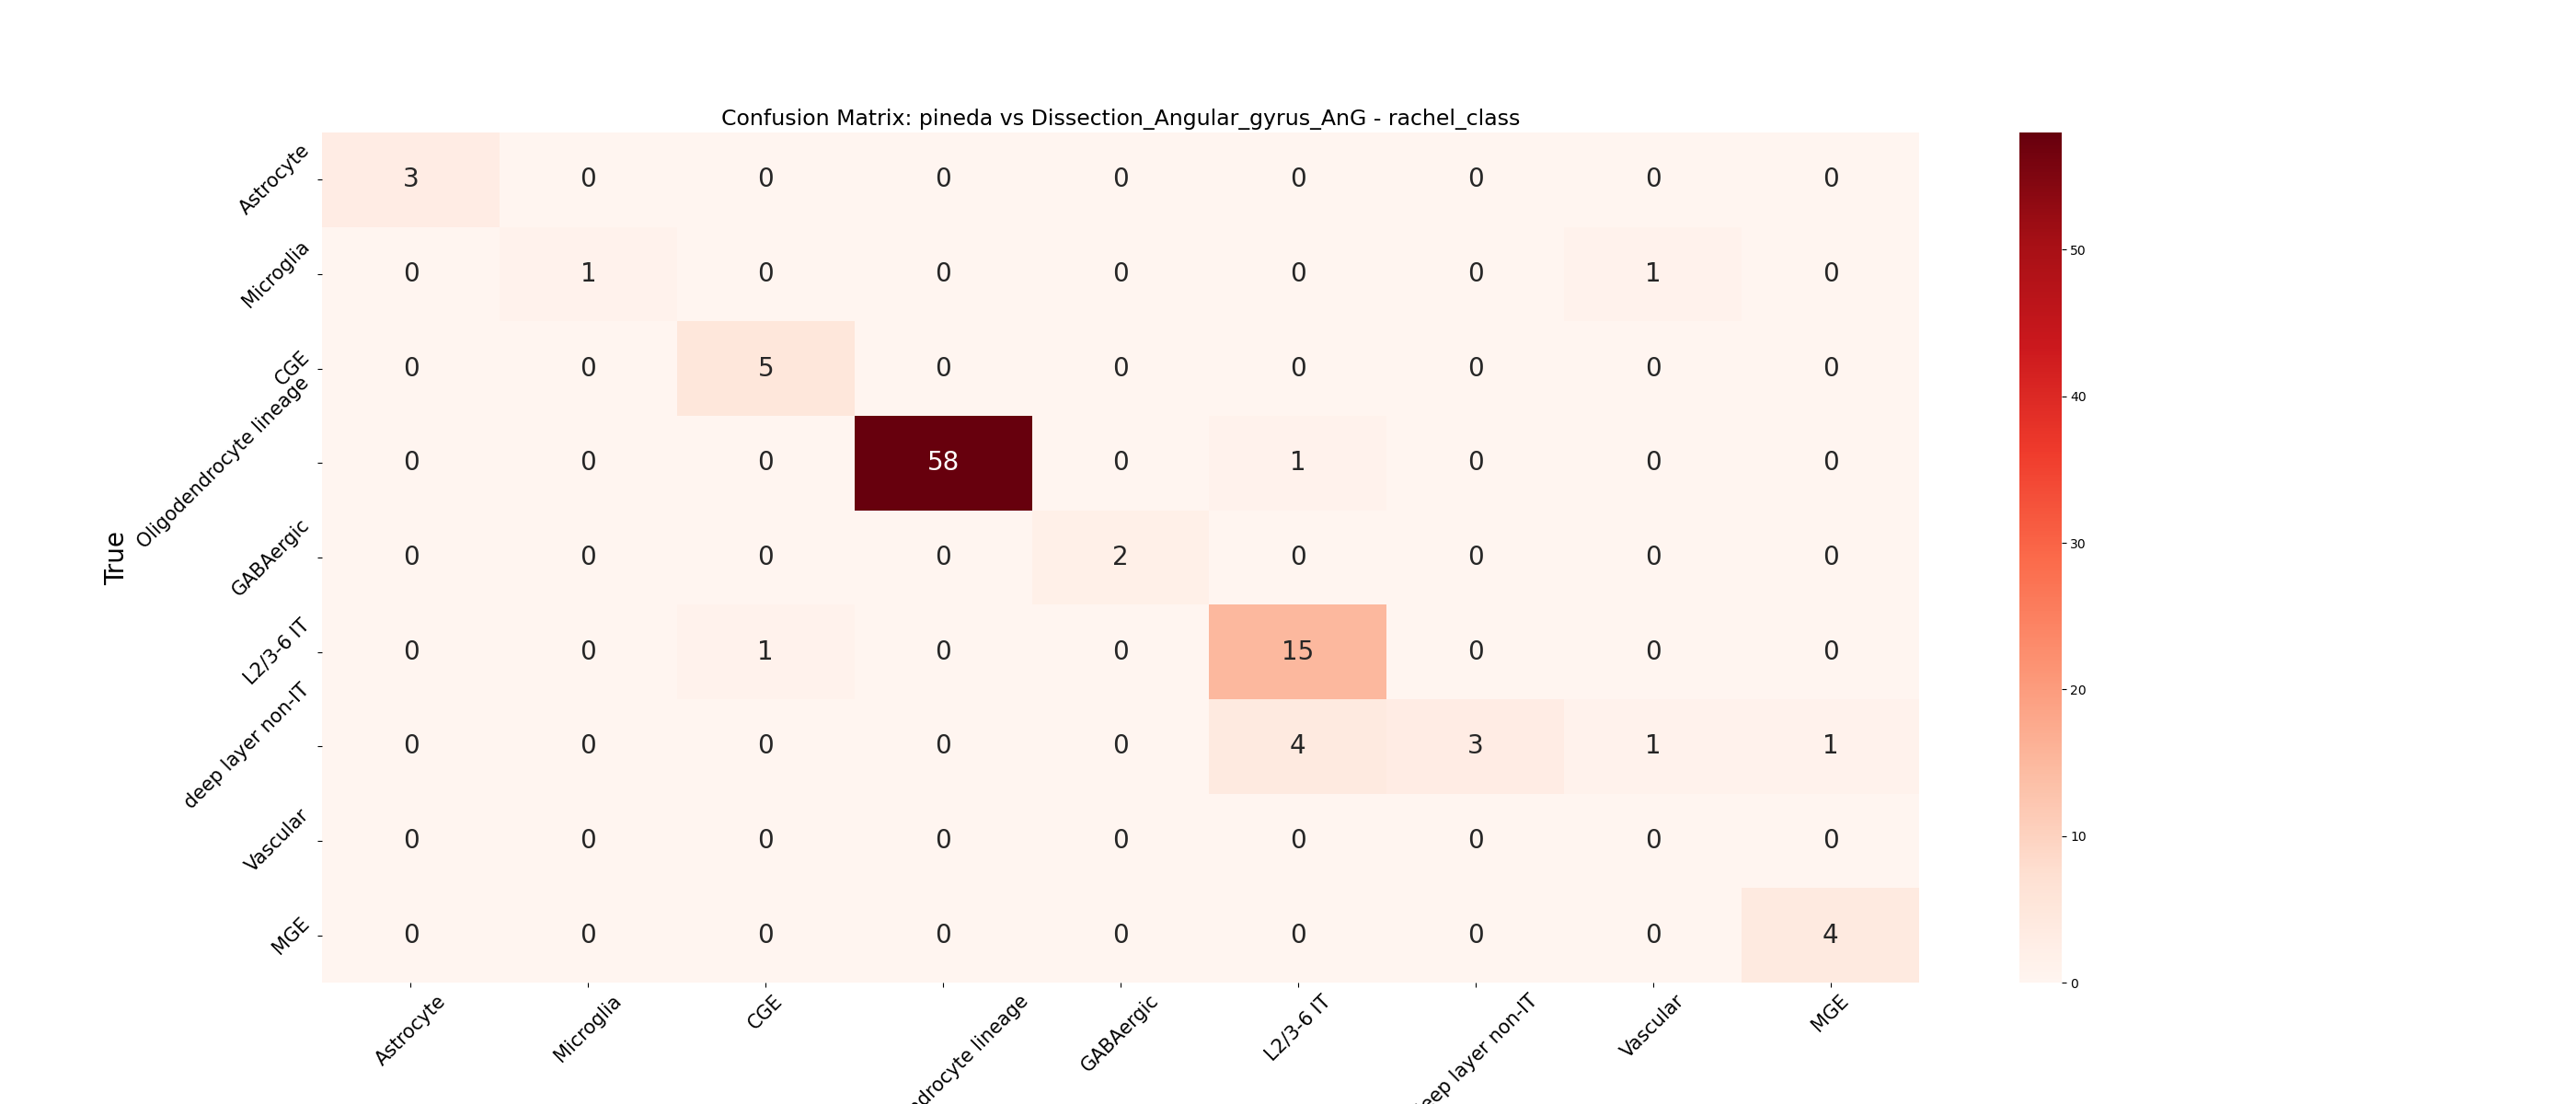 Confusion Matrix: pineda vs Dissection_Angular_gyrus_AnG - rachel_class
Astrocyte 3 0 0 0 0 0 0 0 0
Microglia 0 1 0 0 0 0 0 1 0
CGE 0 0 5 0 0 0 0 0 0
Oligodendrocyte lineage 0 0 0 58 0 1 0 0 0
GABAergic 0 0 0 0 2 0 0 0 0
L2/3-6 IT 0 0 1 0 0 15 0 0 0
deep layer non-IT 0 0 0 0 0 4 3 1 1
Vascular 0 0 0 0 0 0 0 0 0
MGE 0 0 0 0 0 0 0 0 4
True
Astrocyte
Microglia
CGE
lineage
GABAergic
L2/3-6 IT
layer non-IT
Vascular
MGE
50
40
30
20
10
0